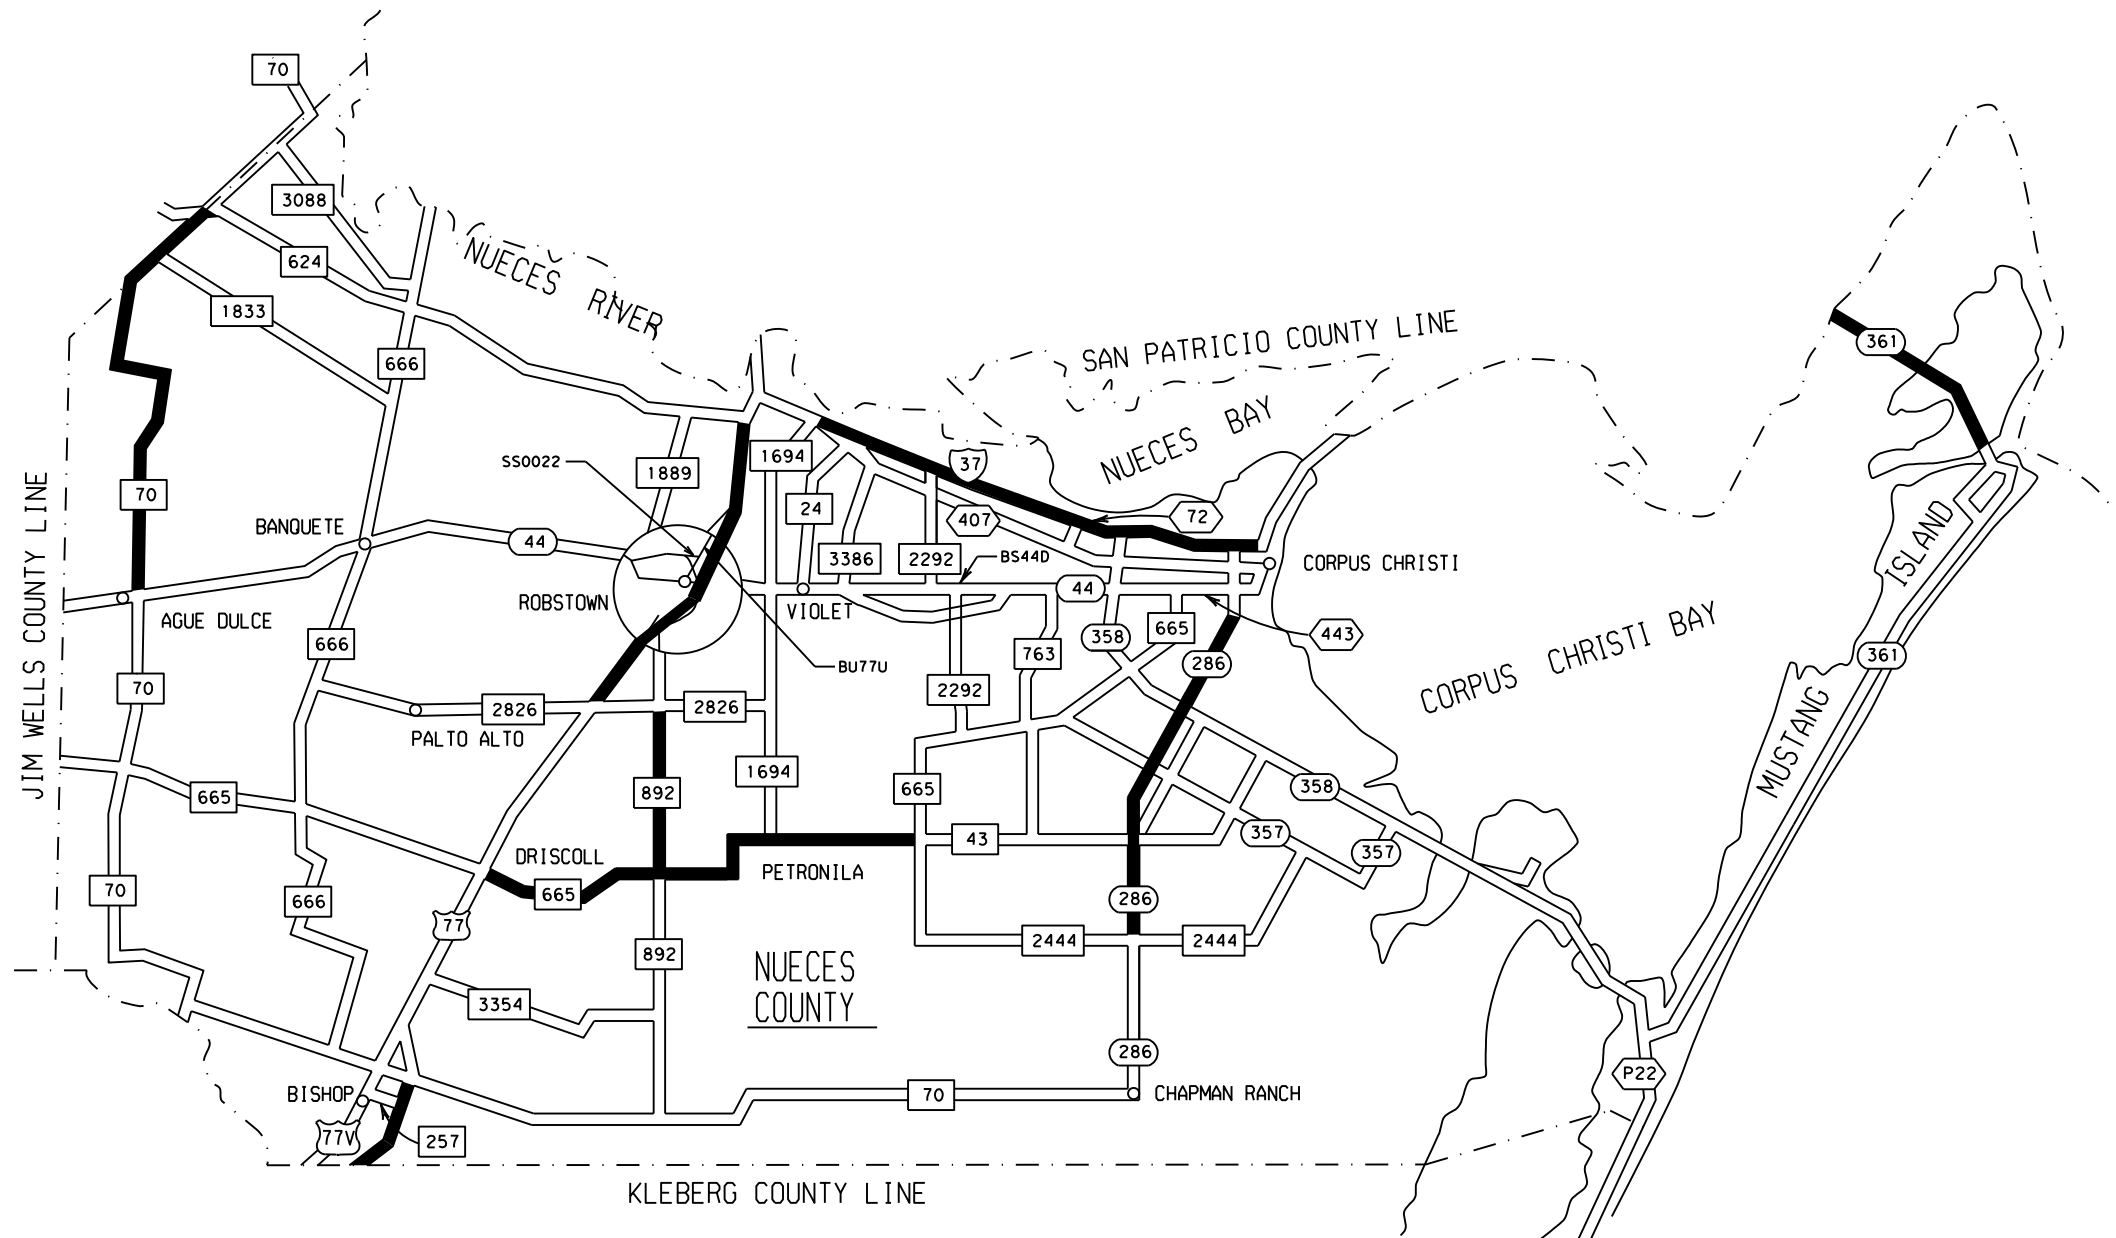 70
3088
NUECES RIVER
624
1833
SAN PATRICIO COUNTY LINE
361
666
NUECES BAY
SS0022
1889
1694
37
JIM WELLS COUNTY LINE
70
24
407
72
BANQUETE
44
3386
2292
BS44D
CORPUS CHRISTI
MUSTANG ISLAND
ROBSTOWN
VIOLET
44
AGUE DULCE
666
358
665
443
CORPUS CHRISTI BAY
763
286
361
BU77U
70
2292
2826
2826
PALTO ALTO
665
892
1694
665
358
43
357
357
DRISCOLL
PETRONILA
70
666
665
286
77
892
2444
2444
NUECES
COUNTY
3354
286
P22
BISHOP
70
CHAPMAN RANCH
77V
257
KLEBERG COUNTY LINE